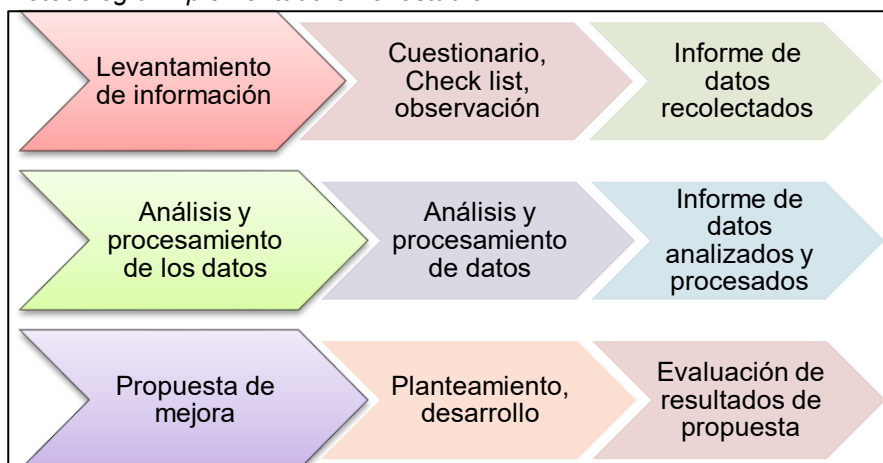 Levantamiento
de información
Cuestionario,
Check list,
observación
Informe de
datos
recolectados
Análisis y
procesamiento
de los datos
Análisis y
procesamiento
de datos
Informe de
datos
analizados y
procesados
Propuesta de
mejora
Planteamiento,
desarrollo
Evaluación de
resultados de
propuesta